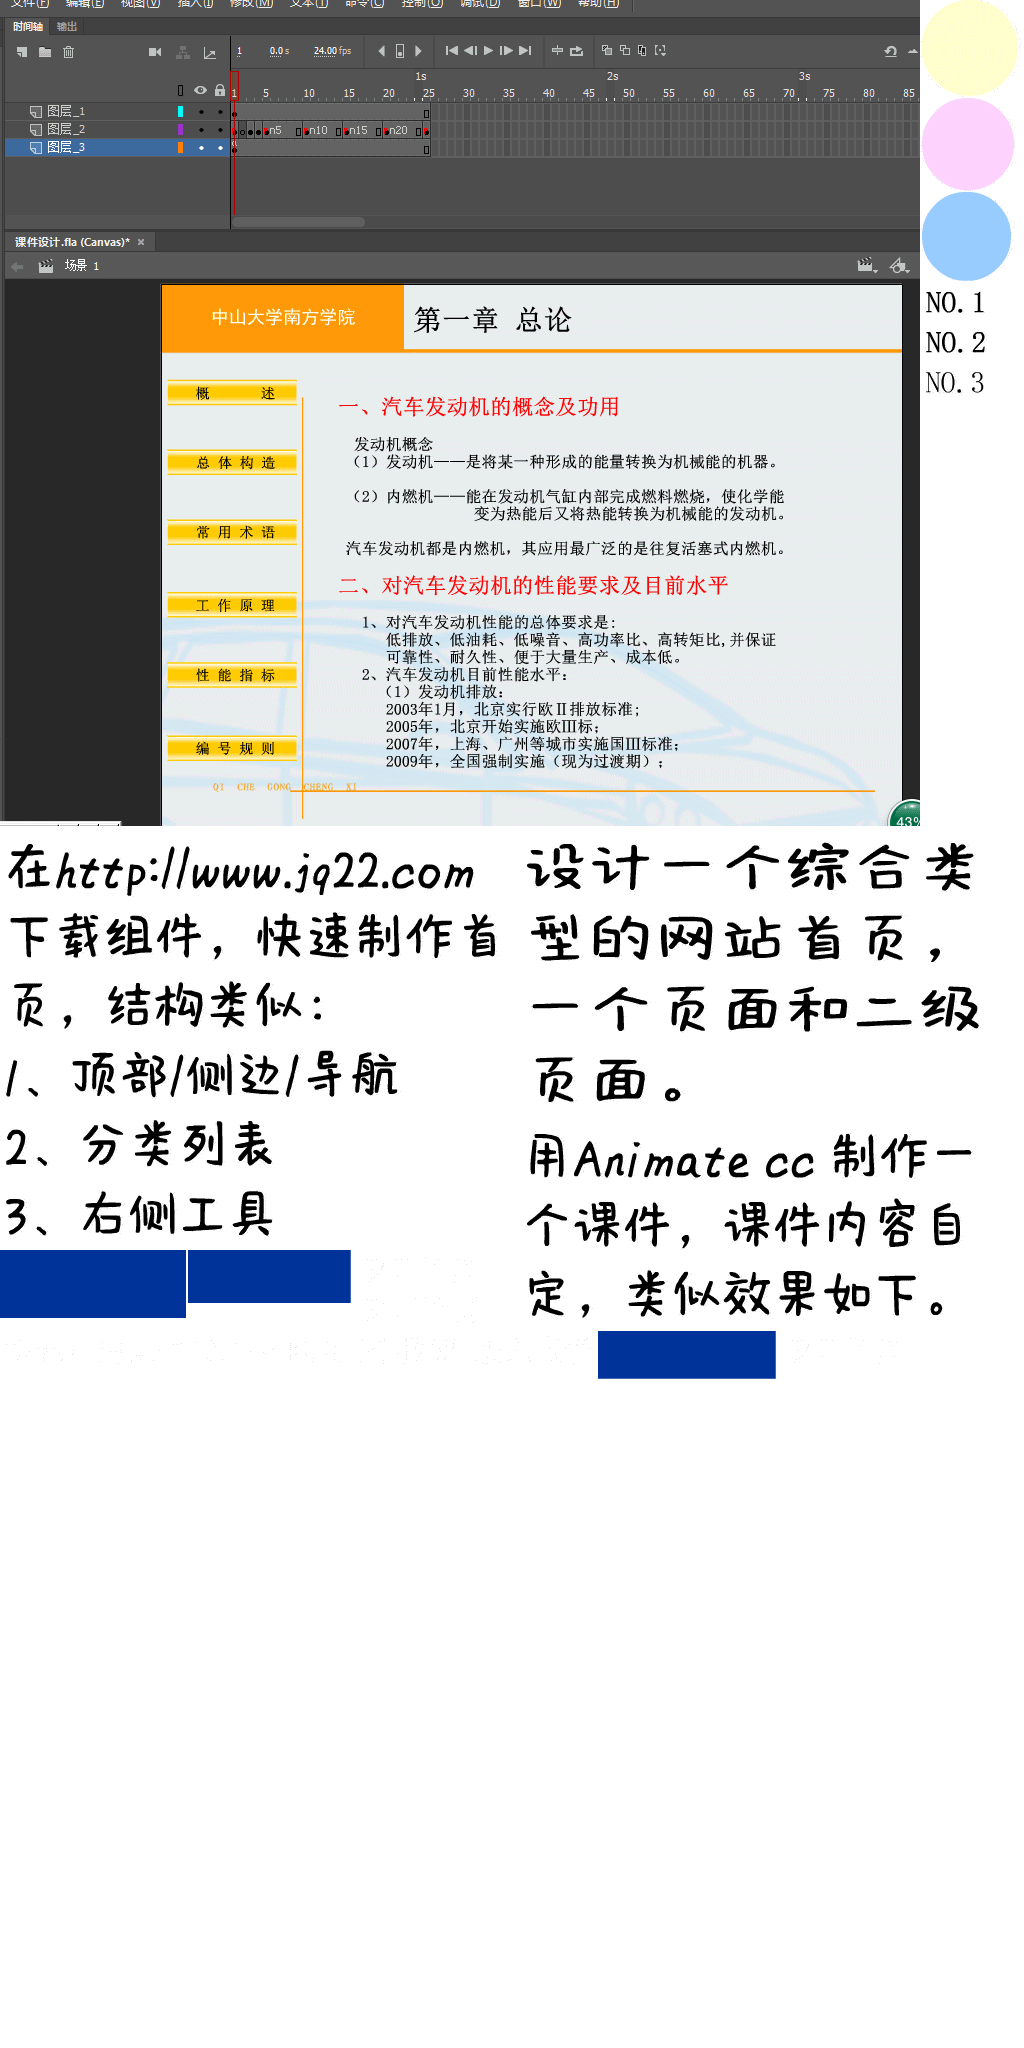 文件(F) 编辑(E) 视图(V) 插入(I) 修改(M) 文本(T) 命令(C) 控制(O) 调试(D) 窗口(W) 帮助(H)
时间轴 输出
1 0.0 s 24.00 fps
1s 2s 3s
1 5 10 15 20 25 30 35 40 45 50 55 60 65 70 75 80 85
图层_1
图层_2 n5 n10 n15 n20
图层_3
课件设计.fla (Canvas)* ×
场景 1
中山大学南方学院
第一章 总论
概 述
总 体 构 造
常 用 术 语
工 作 原 理
性 能 指 标
编 号 规 则
一、汽车发动机的概念及功用
发动机概念
（1）发动机——是将某一种形成的能量转换为机械能的机器。
（2）内燃机——能在发动机气缸内部完成燃料燃烧，使化学能
变为热能后又将热能转换为机械能的发动机。
汽车发动机都是内燃机，其应用最广泛的是往复活塞式内燃机。
二、对汽车发动机的性能要求及目前水平
1、对汽车发动机性能的总体要求是:
低排放、低油耗、低噪音、高功率比、高转矩比,并保证
可靠性、耐久性、便于大量生产、成本低。
2、汽车发动机目前性能水平:
（1）发动机排放:
2003年1月，北京实行欧Ⅱ排放标准;
2005年，北京开始实施欧Ⅲ标;
2007年，上海、广州等城市实施国Ⅲ标准;
2009年，全国强制实施（现为过渡期）;
QI CHE GONG CHENG XI
43%
NO.1
NO.2
NO.3
在http://www.jq22.com
下载组件，快速制作首
页，结构类似：
1、顶部/侧边/导航
2、分类列表
3、右侧工具
设计一个综合类
型的网站首页，
一个页面和二级
页面。
用Animate cc 制作一
个课件，课件内容自
定，类似效果如下。